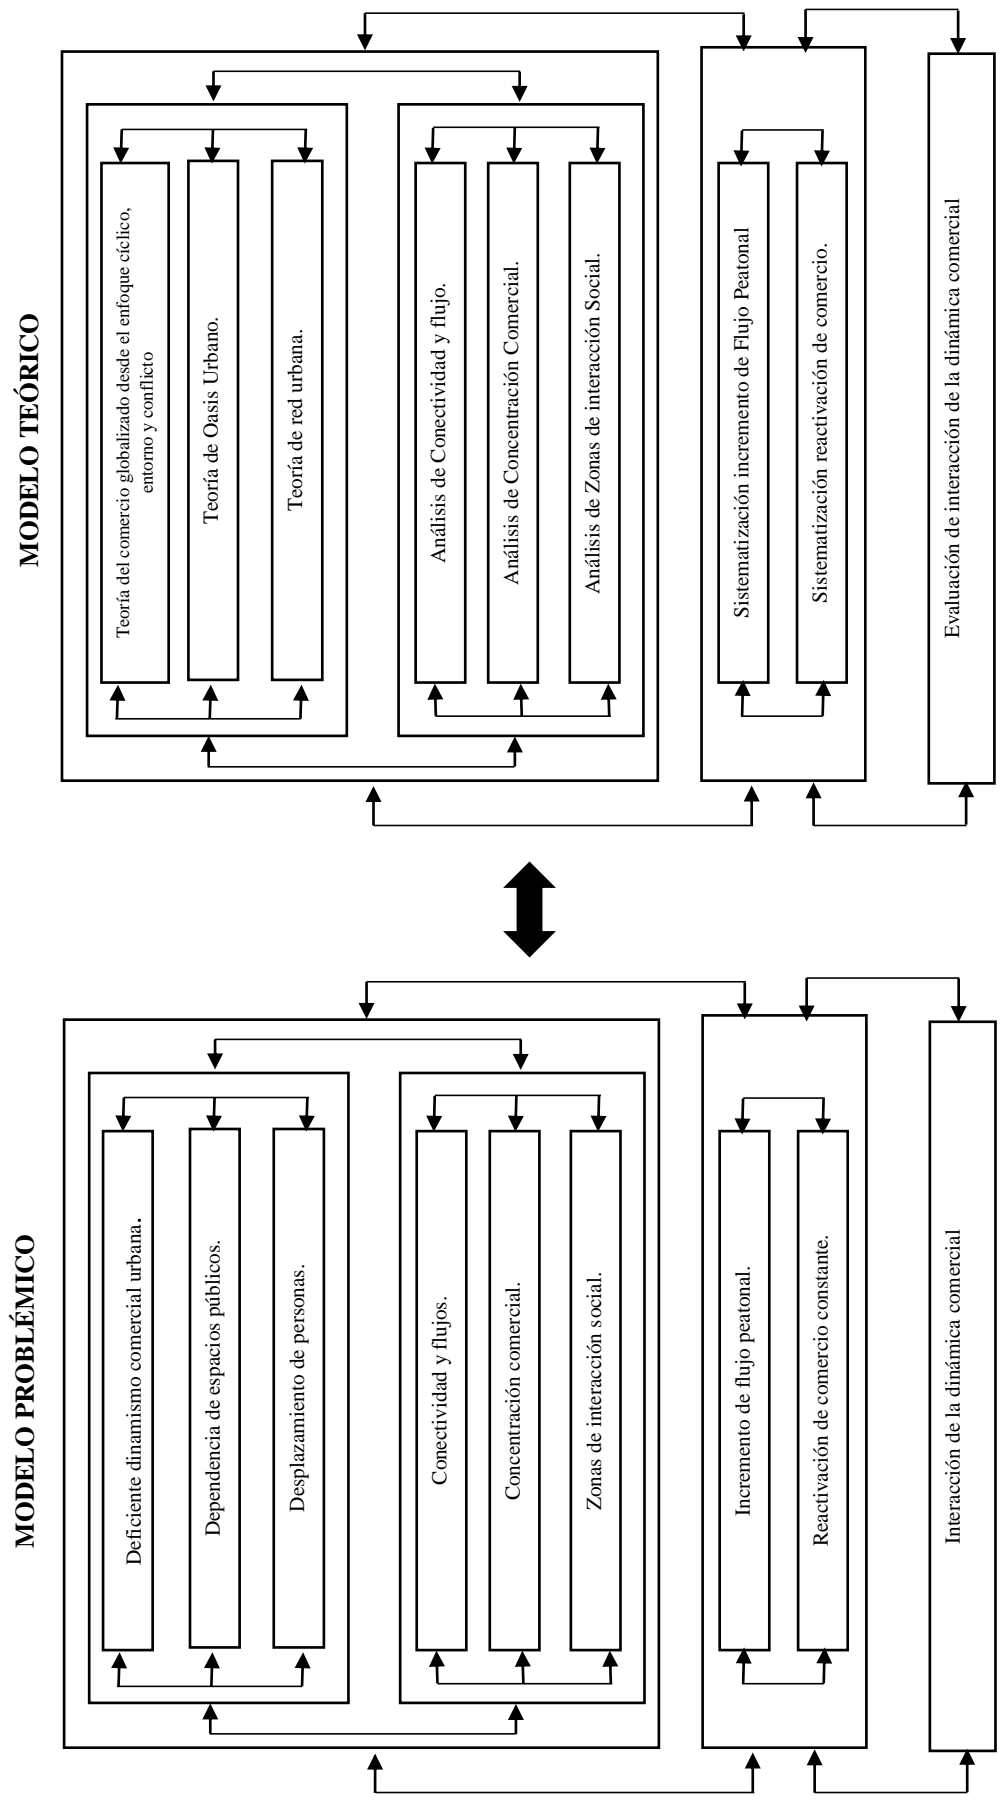 MODELO PROBLÉMICO
Deficiente dinamismo comercial urbana.
Dependencia de espacios públicos.
Desplazamiento de personas.
Conectividad y flujos.
Concentración comercial.
Zonas de interacción social.
Incremento de flujo peatonal.
Reactivación de comercio constante.
Interacción de la dinámica comercial
MODELO TEÓRICO
Teoría del comercio globalizado desde el enfoque cíclico,
entorno y conflicto
Teoría de Oasis Urbano.
Teoría de red urbana.
Análisis de Conectividad y flujo.
Análisis de Concentración Comercial.
Análisis de Zonas de interacción Social.
Sistematización incremento de Flujo Peatonal
Sistematización reactivación de comercio.
Evaluación de interacción de la dinámica comercial